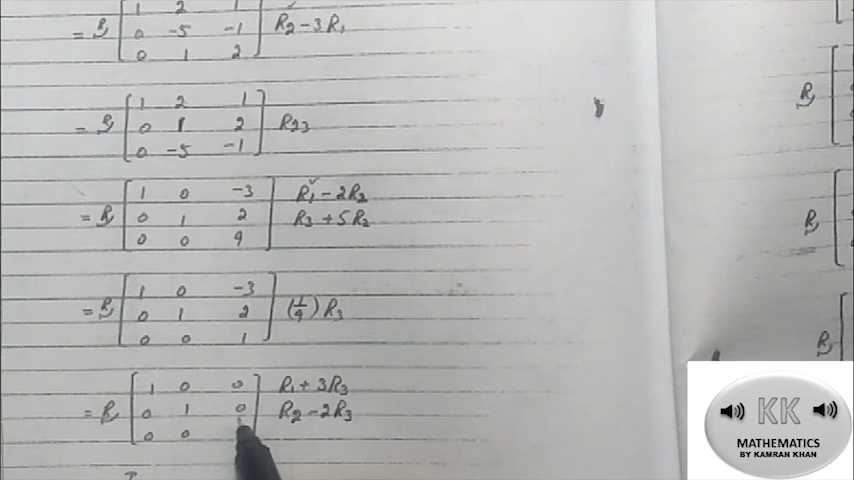 1 2 1
= R 0 -5 -1 R2 - 3R1
0 1 2
1 2 1
= R 0 1 2 R23
0 -5 -1
1 0 -3 R1 - 2R2
= R 0 1 2 R3 + 5R2
0 0 9
1 0 -3
= R 0 1 2 (1/9) R3
0 0 1
1 0 0 R1 + 3R3
= R 0 1 0 R2 - 2R3
0 0
R
R
R
KK
MATHEMATICS
BY KAMRAN KHAN